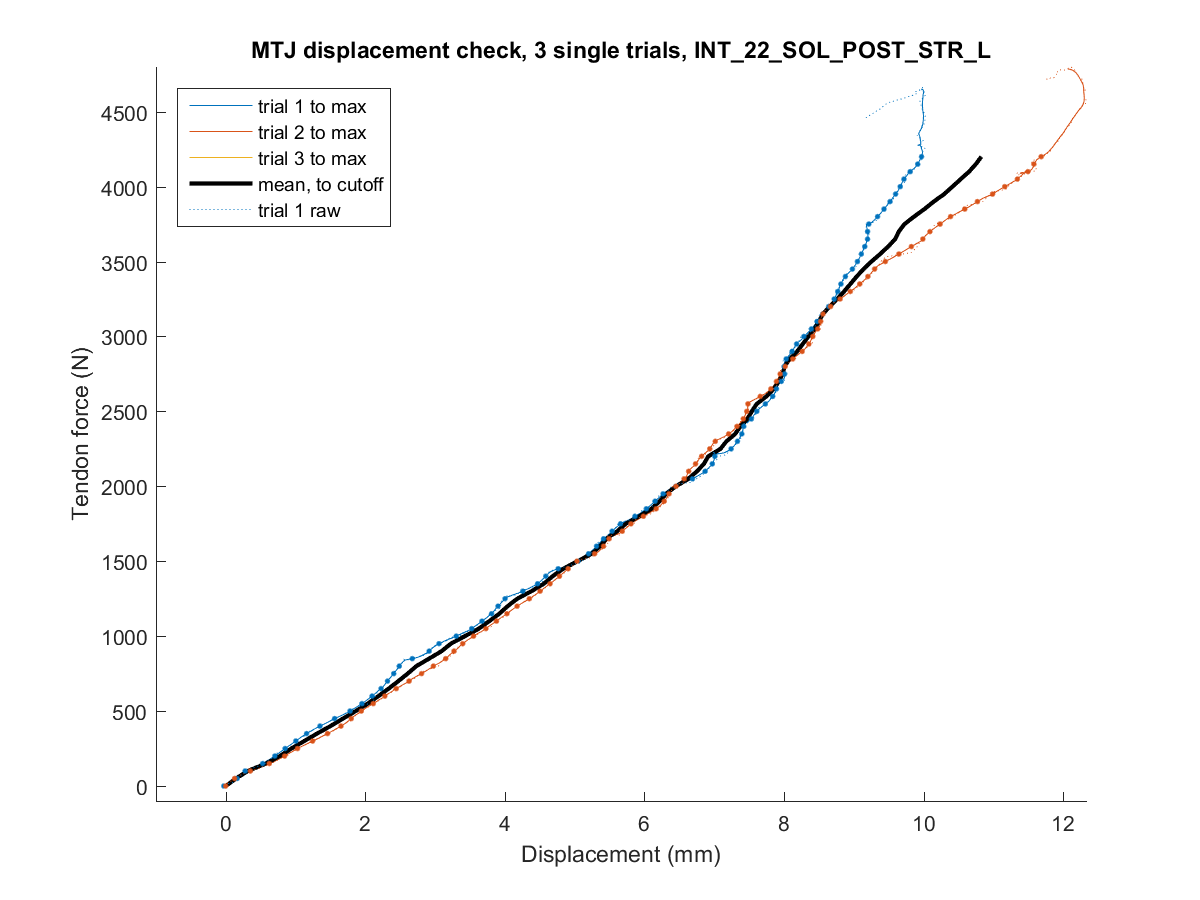 MTJ displacement check, 3 single trials, INT_22_SOL_POST_STR_L
trial 1 to max
trial 2 to max
trial 3 to max
mean, to cutoff
trial 1 raw
4500
4000
3500
3000
2500
2000
1500
1000
500
0
Tendon force (N)
0 2 4 6 8 10 12
Displacement (mm)